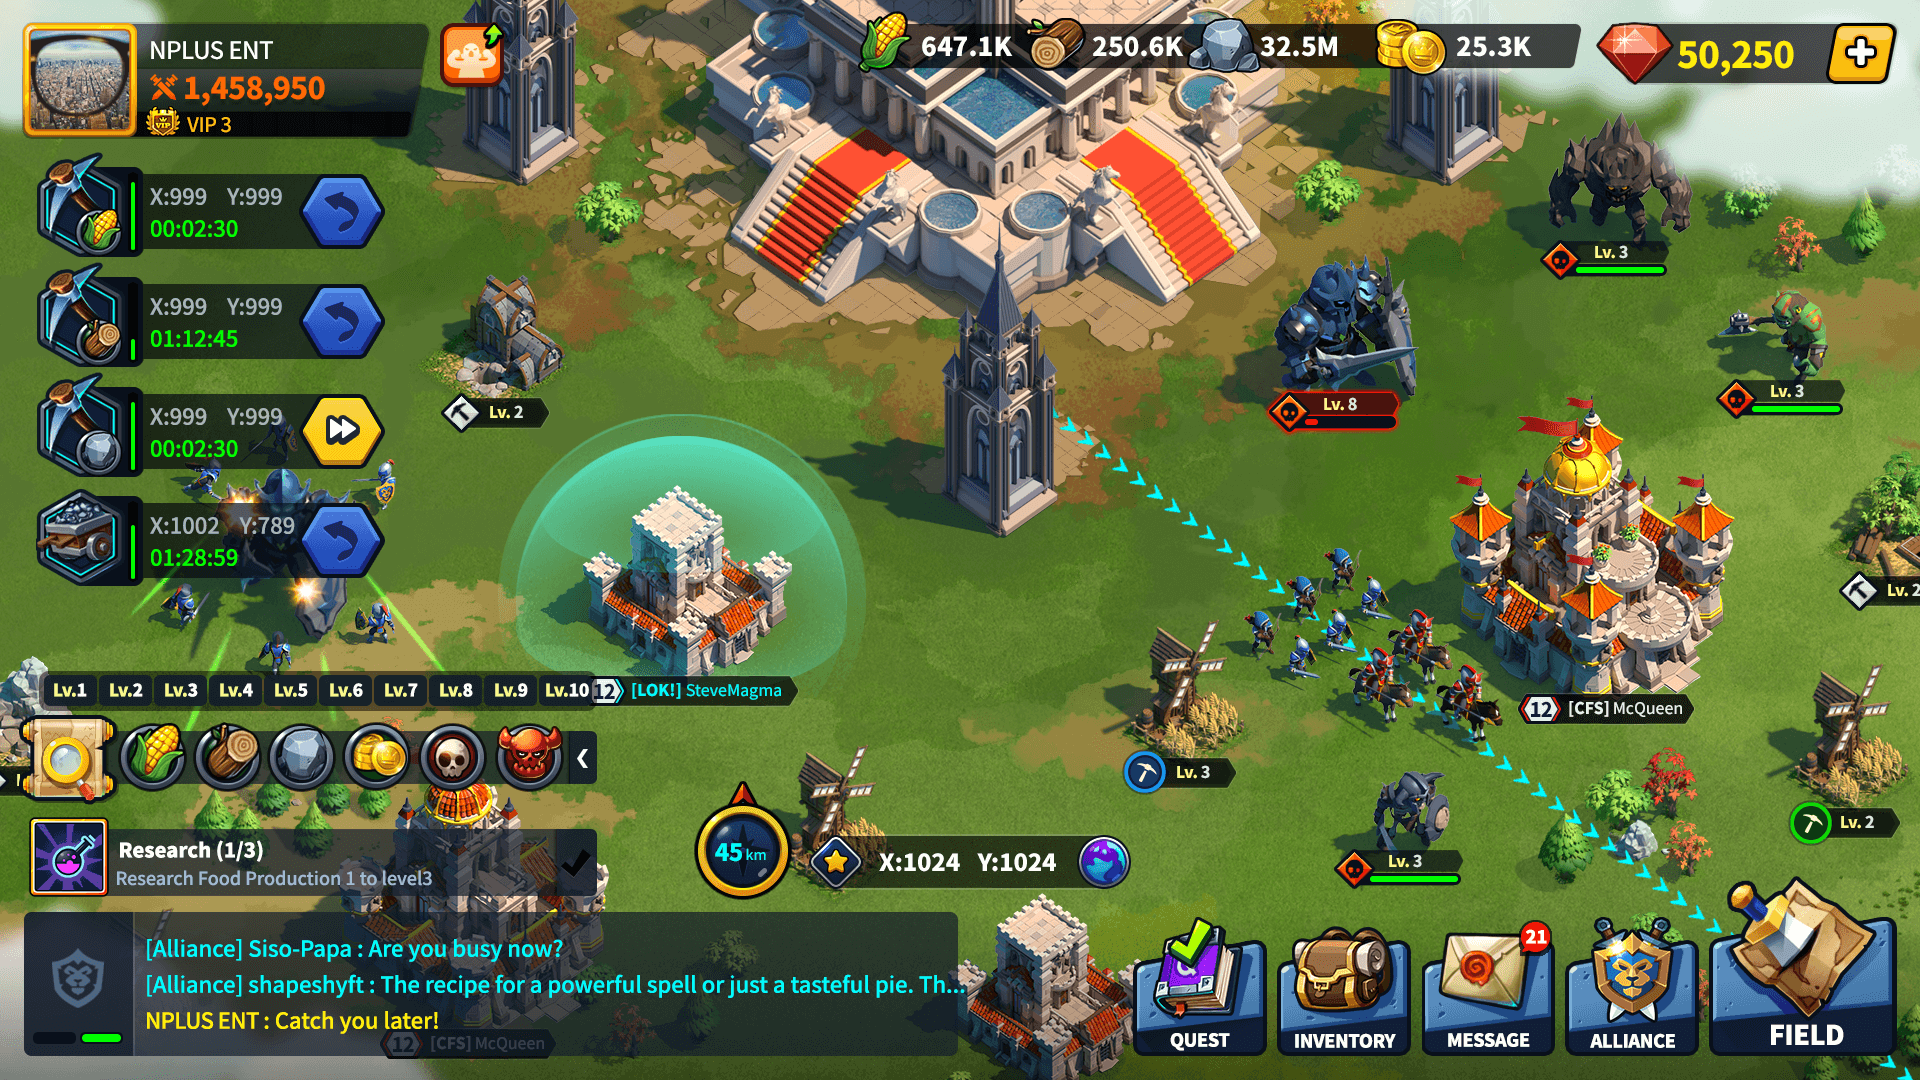 NPLUS ENT
1,458,950
VIP
VIP 3
647.1K
250.6K
32.5M
25.3K
50,250
X:999 Y:999
00:02:30
X:999 Y:999
01:12:45
X:999 Y:999
00:02:30
X:1002 Y:789
01:28:59
Lv. 3
Lv. 3
Lv. 8
Lv. 2
Lv. 2
Lv.1 Lv.2 Lv.3 Lv.4 Lv.5 Lv.6 Lv.7 Lv.8 Lv.9 Lv.10
12 [LOK!] SteveMagma
12 [CFS] McQueen
Lv. 3
Lv. 2
Lv. 3
45 km
X:1024 Y:1024
Research (1/3)
Research Food Production 1 to level3
[Alliance] Siso-Papa : Are you busy now?
[Alliance] shapeshyft : The recipe for a powerful spell or just a tasteful pie. Th...
NPLUS ENT : Catch you later!
12 [CFS] McQueen
QUEST
INVENTORY
21
MESSAGE
ALLIANCE
FIELD